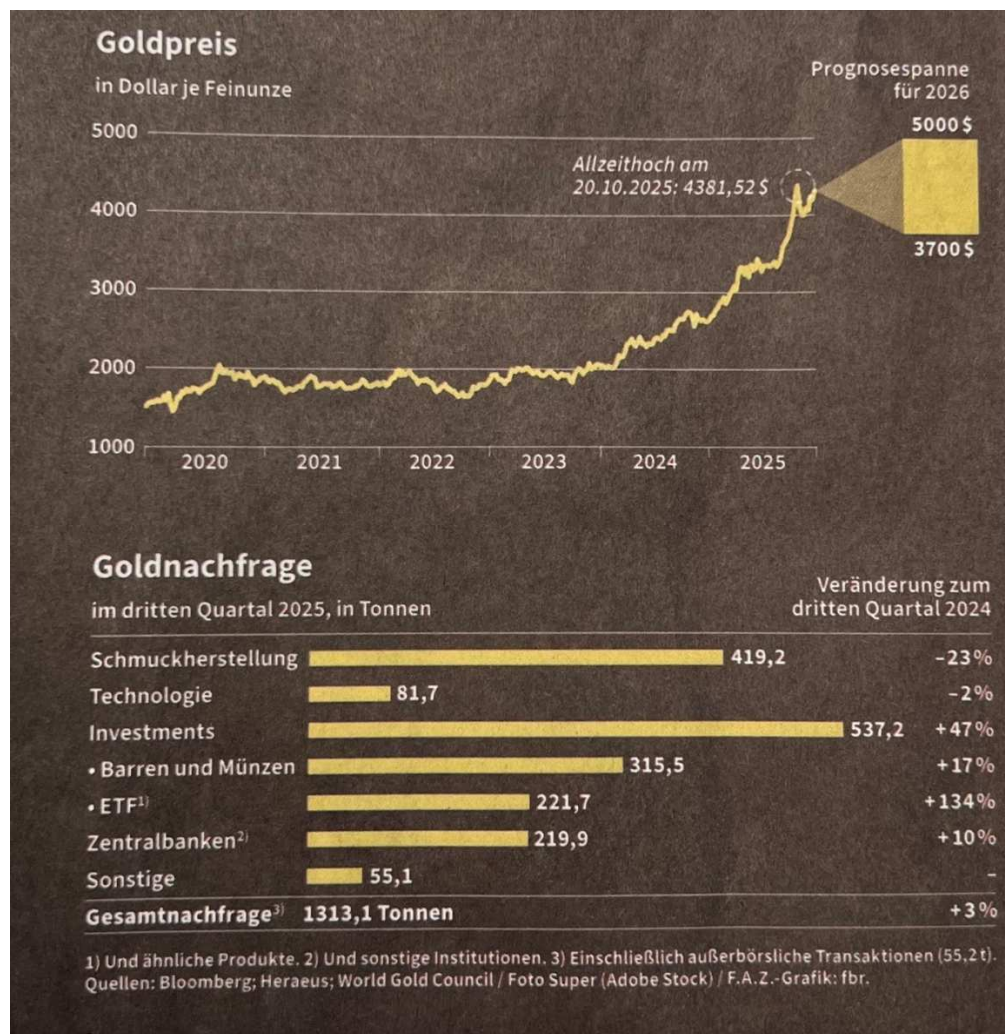 Goldpreis
in Dollar je Feinunze
Prognosespanne
für 2026
5000 $
3700 $
Allzeithoch am
20.10.2025: 4381,52 $
5000
4000
3000
2000
1000
2020 2021 2022 2023 2024 2025
Goldnachfrage
im dritten Quartal 2025, in Tonnen
Veränderung zum
dritten Quartal 2024
Schmuckherstellung 419,2 –23 %
Technologie 81,7 –2 %
Investments 537,2 +47 %
• Barren und Münzen 315,5 +17 %
• ETF1) 221,7 +134 %
Zentralbanken2) 219,9 +10 %
Sonstige 55,1 –
Gesamtnachfrage3) 1313,1 Tonnen +3 %
1) Und ähnliche Produkte. 2) Und sonstige Institutionen. 3) Einschließlich außerbörsliche Transaktionen (55,2 t).
Quellen: Bloomberg; Heraeus; World Gold Council / Foto Super (Adobe Stock) / F.A.Z.-Grafik: fbr.